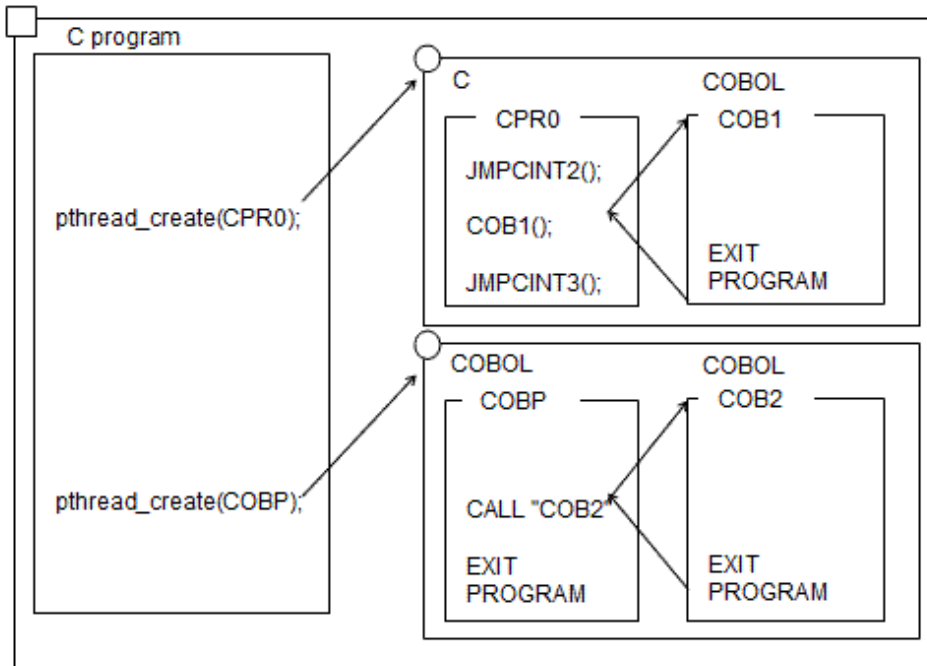 C program
pthread_create(CPR0);
pthread_create(COBP);
C
COBOL
CPR0
COB1
JMPCINT2();
COB1();
JMPCINT3();
EXIT
PROGRAM
COBOL
COBOL
COBP
COB2
CALL "COB2"
EXIT
PROGRAM
EXIT
PROGRAM